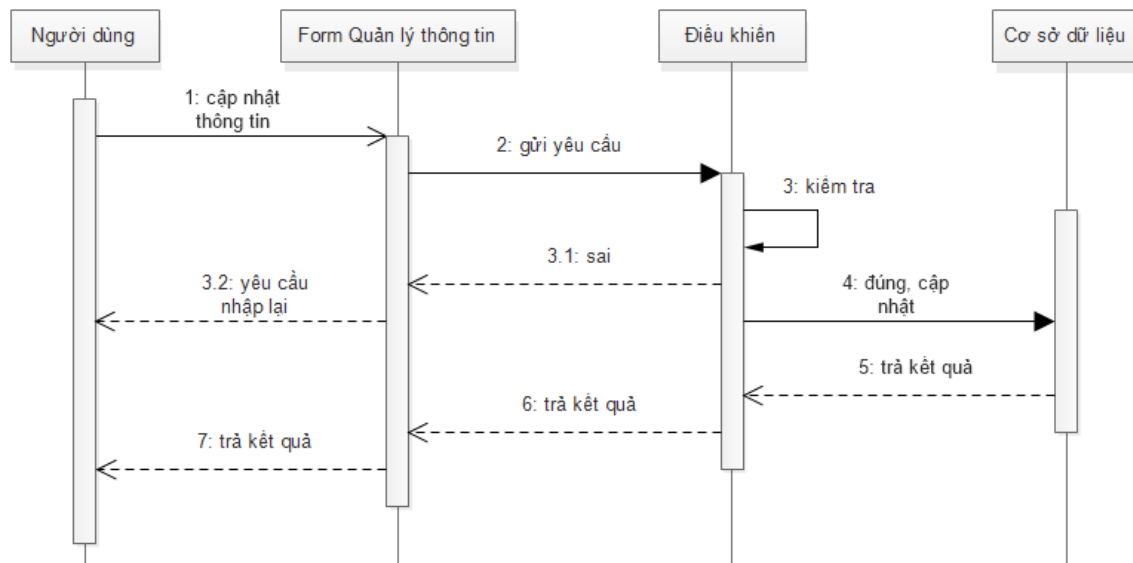 Người dùng
Form Quản lý thông tin
Điều khiển
Cơ sở dữ liệu
1: cập nhật
thông tin
2: gửi yêu cầu
3: kiểm tra
3.1: sai
3.2: yêu cầu
nhập lại
4: đúng, cập
nhật
5: trả kết quả
6: trả kết quả
7: trả kết quả